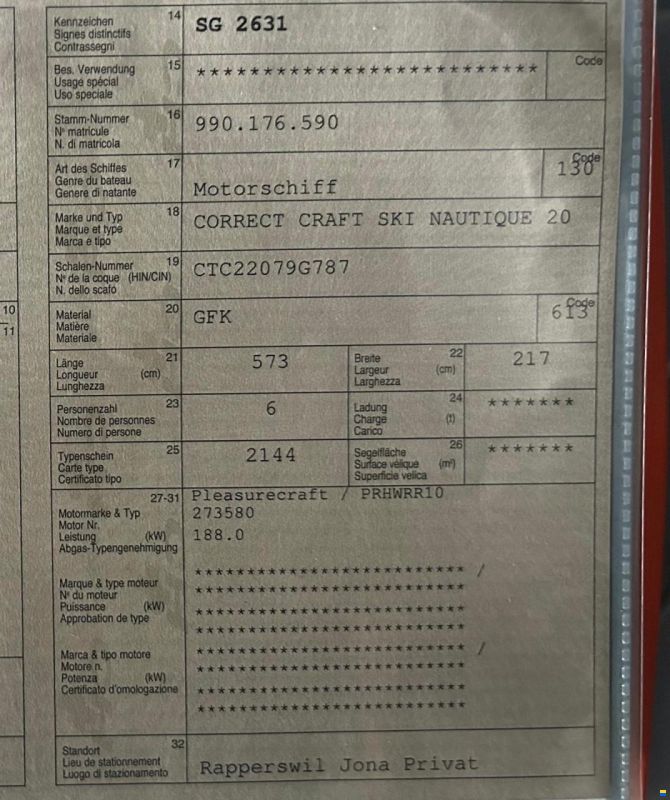 Kennzeichen 14 SG 2631
Signes distinctifs
Contrassegni
Bes. Verwendung 15 ************************** Code
Usage spécial
Uso speciale
Stamm-Nummer 16 990.176.590
Nº matricule
N. di matricola
Art des Schiffes 17 Motorschiff Code 130
Genre du bateau
Genere di natante
Marke und Typ 18 CORRECT CRAFT SKI NAUTIQUE 20
Marque et type
Marca e tipo
Schalen-Nummer 19 CTC22079G787
Nº de la coque (HIN/CIN)
N. dello scafo
10
11
Material 20 GFK Code 613
Matière
Materiale
Länge 21 573 Breite 22 217
Longueur (cm) Largeur (cm)
Lunghezza Larghezza
Personenzahl 23 6 Ladung 24 *******
Nombre de personnes Charge (t)
Numero di persone Carico
Typenschein 25 2144 Segelfläche 26 *******
Carte type Surface vélique (m²)
Certificato tipo Superficie velica
27-31 Pleasurecraft / PRHWRR10
Motormarke & Typ 273580
Motor Nr.
Leistung (kW) 188.0
Abgas-Typengenehmigung
************************** /
Marque & type moteur **************************
Nº du moteur
Puissance (kW) **************************
Approbation de type
**************************
Marca & tipo motore ************************** /
Motore n. **************************
Potenza (kW)
Certificato d'omologazione **************************
**************************
Standort 32
Lieu de stationnement Rapperswil Jona Privat
Luogo di stazionamento